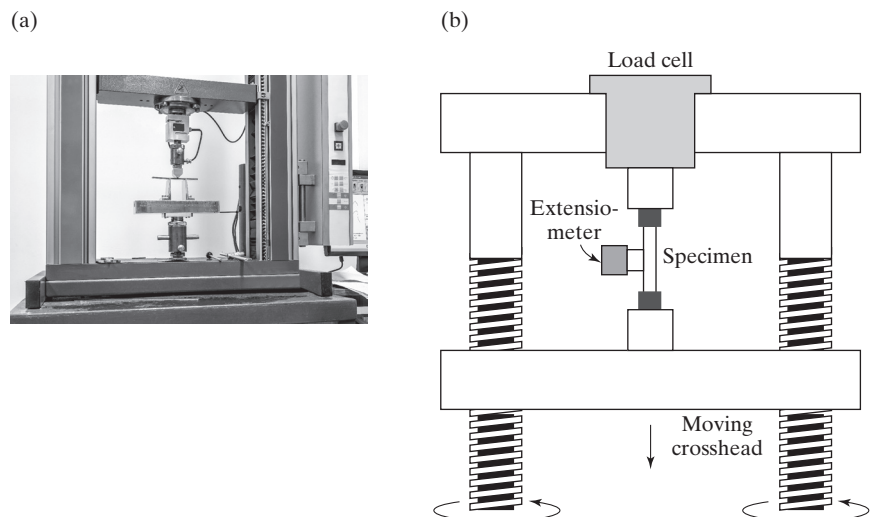 (a)
(b)
Load cell
Extensio-
meter
Specimen
Moving
crosshead